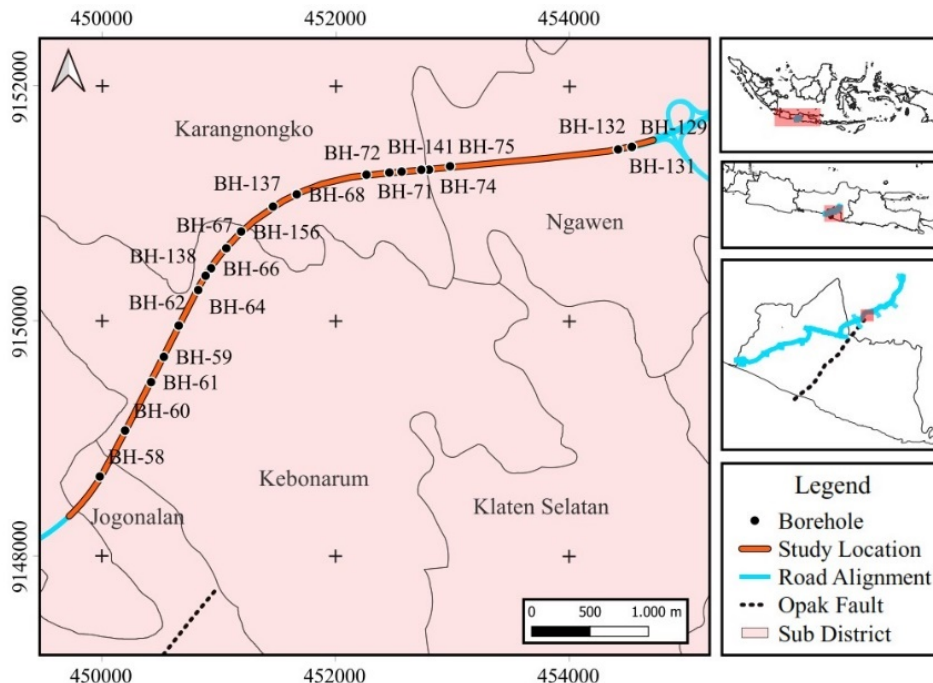 450000 452000 454000
9152000
9150000
9148000
Karangnongko
BH-132
BH-129
BH-141
BH-75
BH-72
BH-131
BH-137
BH-71
BH-74
BH-68
BH-67
Ngawen
BH-156
BH-138
BH-66
BH-62
BH-64
BH-59
BH-61
BH-60
BH-58
Kebonarum
Klaten Selatan
Jogonalan
0 500 1.000 m
450000 452000 454000
Legend
Borehole
Study Location
Road Alignment
Opak Fault
Sub District